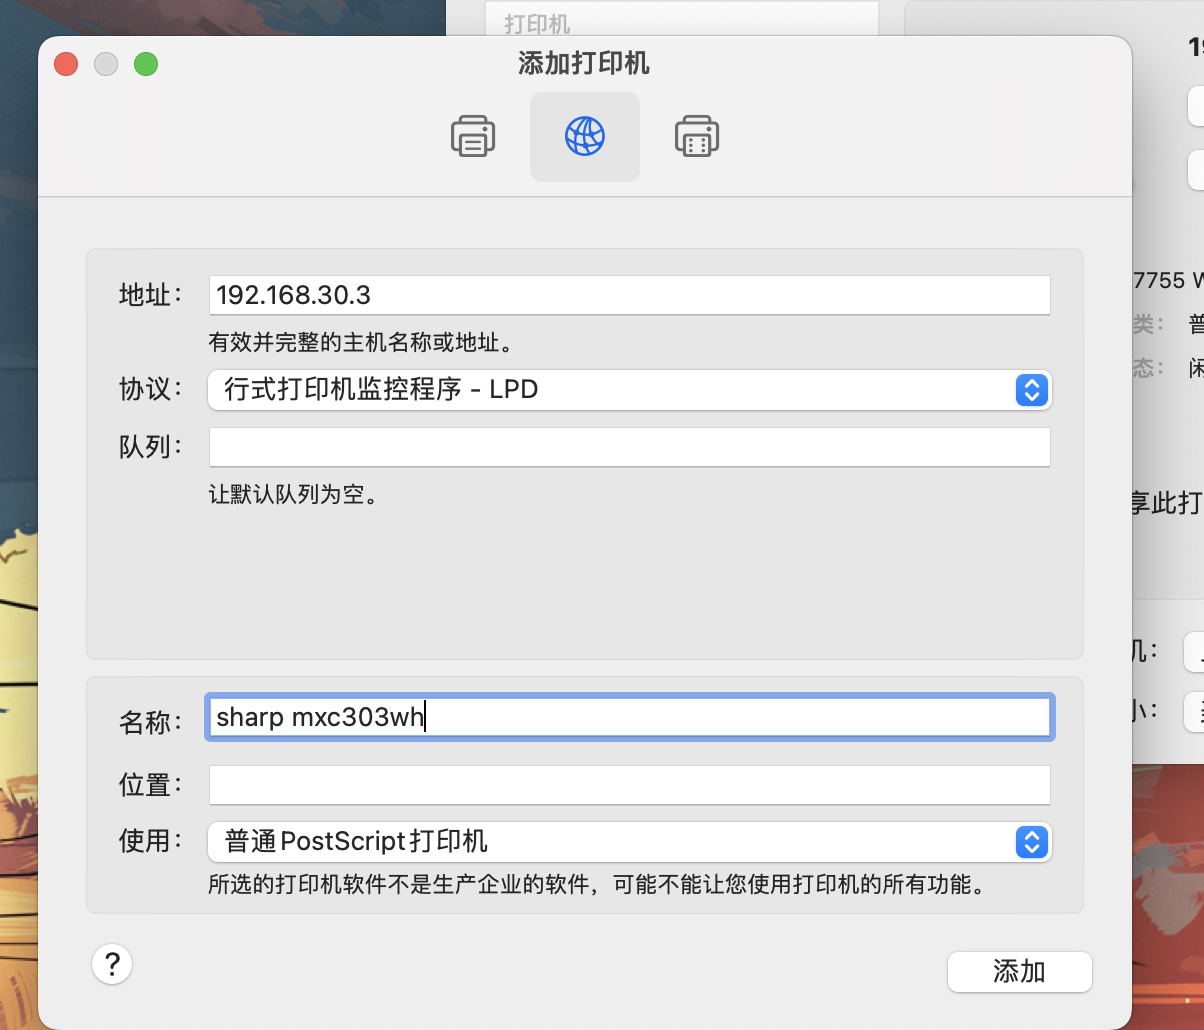 打印机
添加打印机
地址：
192.168.30.3
有效并完整的主机名称或地址。
协议：
行式打印机监控程序 - LPD
队列：
让默认队列为空。
名称：
sharp mxc303wh
位置：
使用：
普通PostScript打印机
所选的打印机软件不是生产企业的软件，可能不能让您使用打印机的所有功能。
?
添加
7755
类：
普
态：
享此打
机：
小：